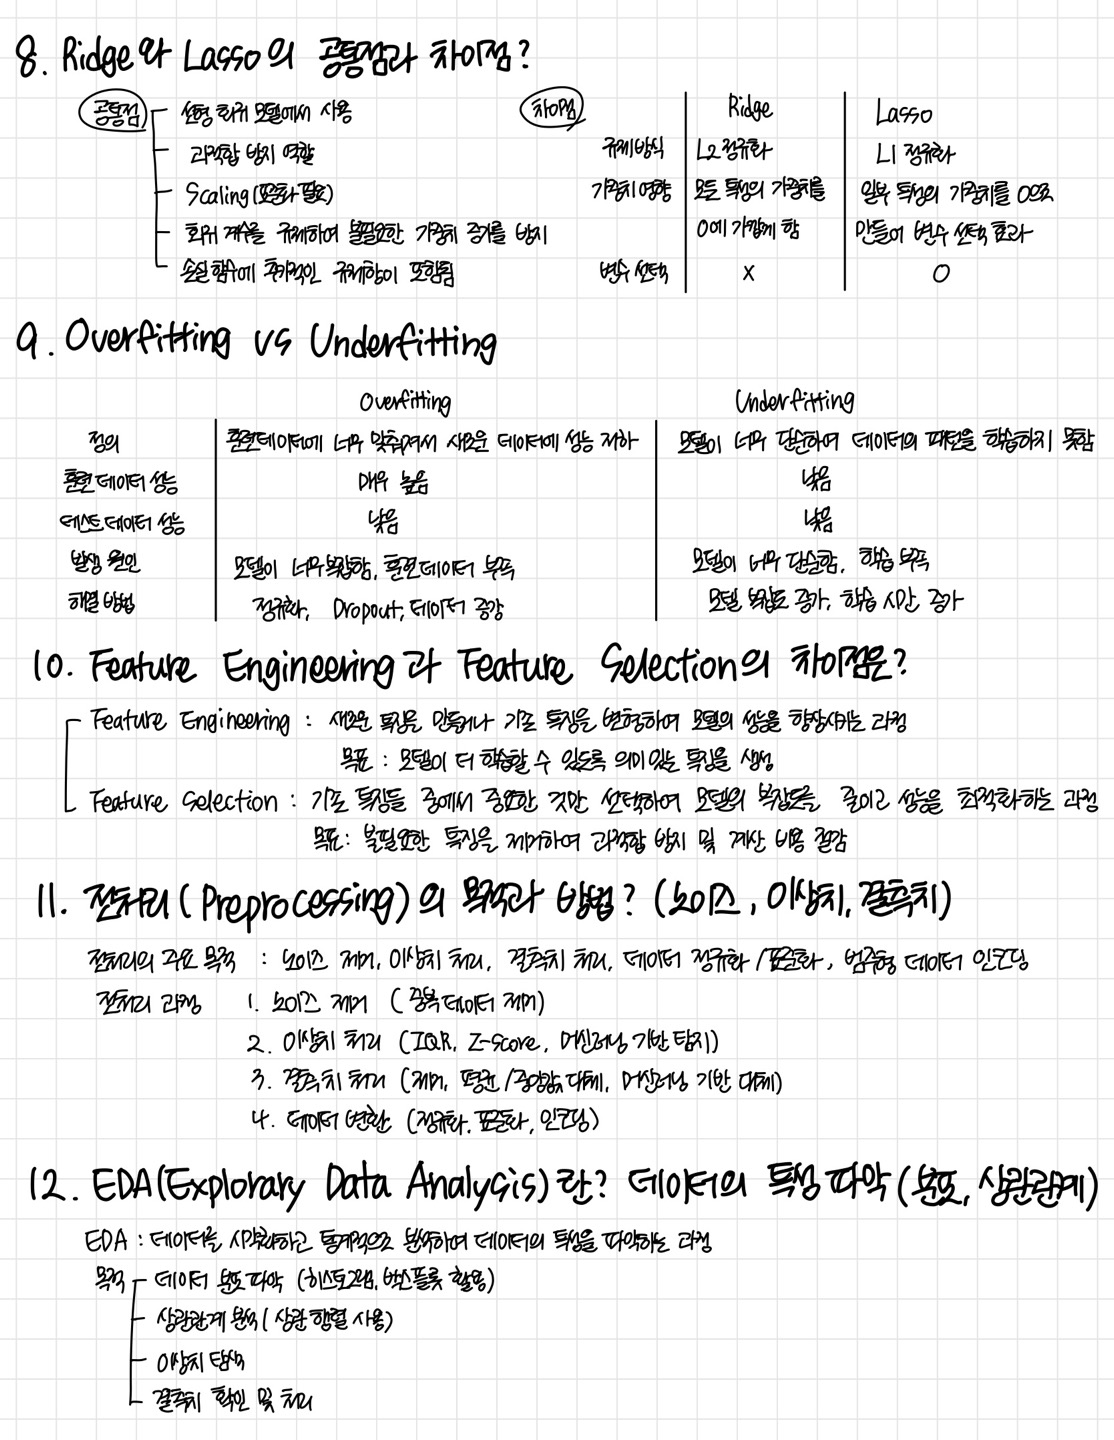 8. Ridge와 Lasso의 공통점과 차이점?
공통점
선형 회귀 모델에서 사용
과적합 방지 역할
Scaling(표준화 필요)
회귀 계수를 규제하여 불필요한 가중치 증가를 방지
손실함수에 추가적인 규제항이 포함됨
차이점 Ridge Lasso
규제방식 L2 정규화 L1 정규화
가중치 영향 모든 특성의 가중치를 일부 특성의 가중치를 0으로
0에 가깝게 함 만들어 변수 선택 효과
변수 선택 X O
9. Overfitting vs Underfitting
Overfitting Underfitting
정의 훈련데이터에 너무 맞춰져서 새로운 데이터에 성능 저하 모델이 너무 단순하여 데이터의 패턴을 학습하지 못함
훈련데이터 성능 매우 높음 낮음
테스트데이터 성능 낮음 낮음
발생 원인 모델이 너무복잡함, 훈련데이터 부족 모델이 너무 단순함, 학습 부족
해결 방법 정규화, Dropout, 데이터 증강 모델 복잡도 증가, 학습 시간 증가
10. Feature Engineering과 Feature Selection의 차이점은?
Feature Engineering : 새로운 특징을 만들거나 기존 특징을 변형하여 모델의 성능을 향상시키는 과정
목표 : 모델이 더 학습할 수 있도록 의미있는 특징을 생성
Feature Selection : 기존 특징들 중에서 중요한 것만 선택하여 모델의 복잡도를 줄이고 성능을 최적화하는 과정
목표: 불필요한 특징을 제거하여 과적합 방지 및 계산 비용 절감
11. 전처리(Preprocessing)의 목적과 방법? (노이즈, 이상치, 결측치)
전처리의 주요 목적 : 노이즈 제거, 이상치 처리, 결측치 처리, 데이터 정규화/표준화, 범주형 데이터 인코딩
전처리 과정 1. 노이즈 제거 (중복데이터 제거)
2. 이상치 처리 (IQR, Z-score, 머신러닝 기반 탐지)
3. 결측치 처리 (제거, 평균/중앙값 대체, 머신러닝 기반 대체)
4. 데이터 변환 (정규화, 표준화, 인코딩)
12. EDA(Explorary Data Analysis)란? 데이터의 특성 파악(분포, 상관관계)
EDA : 데이터를 시각화하고 통계적으로 분석하여 데이터의 특성을 파악하는 과정
목적 데이터 분포 파악 (히스토그램, 박스플롯 활용)
상관관계 분석 (상관 행렬 사용)
이상치 탐색
결측치 확인 및 처리